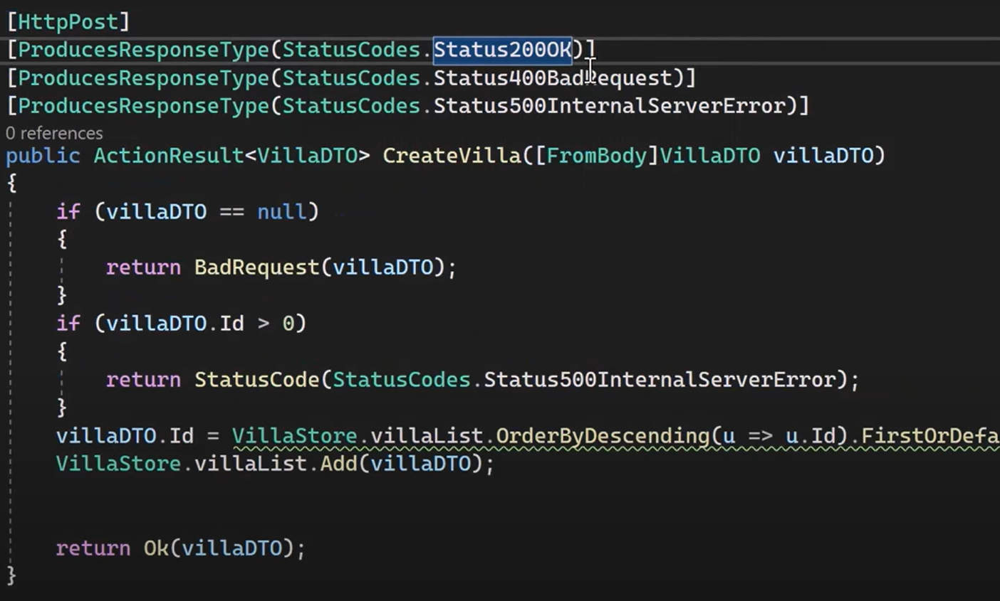 [HttpPost]
[ProducesResponseType(StatusCodes.Status200OK)]
[ProducesResponseType(StatusCodes.Status400BadRequest)]
[ProducesResponseType(StatusCodes.Status500InternalServerError)]
0 references
public ActionResult<VillaDTO> CreateVilla([FromBody]VillaDTO villaDTO)
{
if (villaDTO == null)
{
return BadRequest(villaDTO);
}
if (villaDTO.Id > 0)
{
return StatusCode(StatusCodes.Status500InternalServerError);
}
villaDTO.Id = VillaStore.villaList.OrderByDescending(u => u.Id).FirstOrDefa
VillaStore.villaList.Add(villaDTO);
return Ok(villaDTO);
}